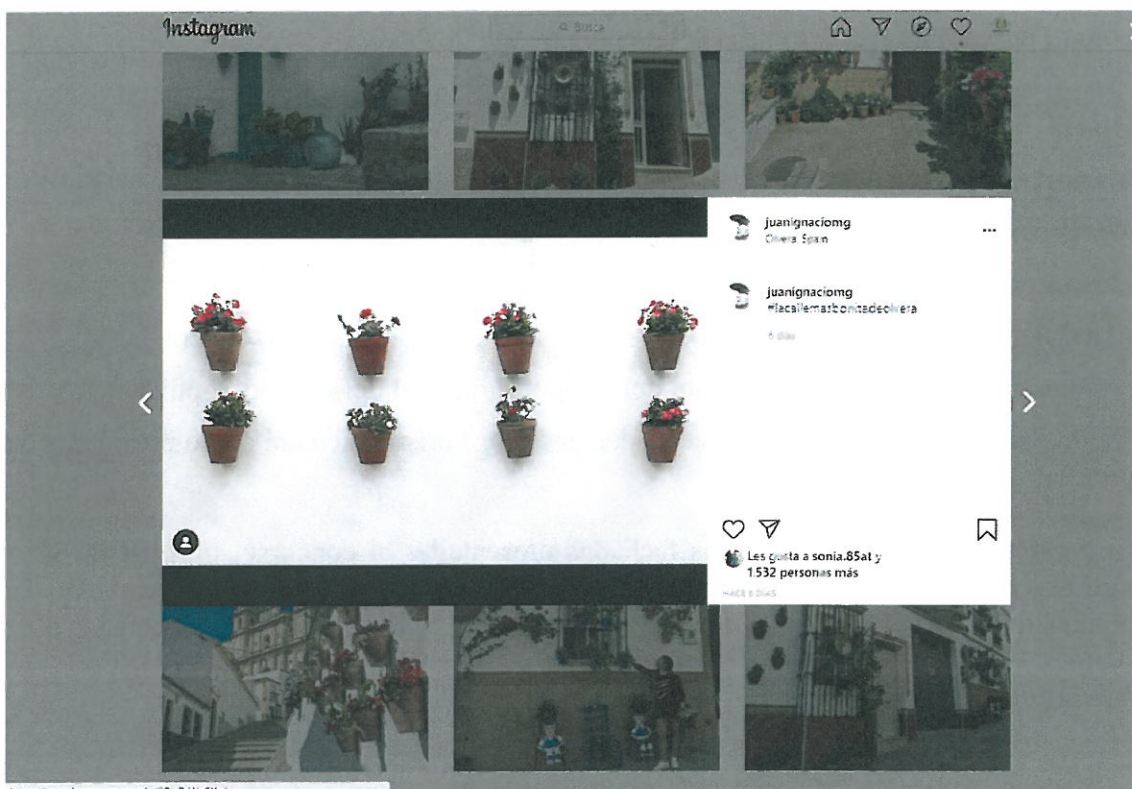 Instagram
Busca
juanignaciomg
Olvera, Spain
juanignaciomg
#lacallemasbonitadeolvera
6 días
Les gusta a sonia.85at y
1.532 personas más
HACE 6 DÍAS